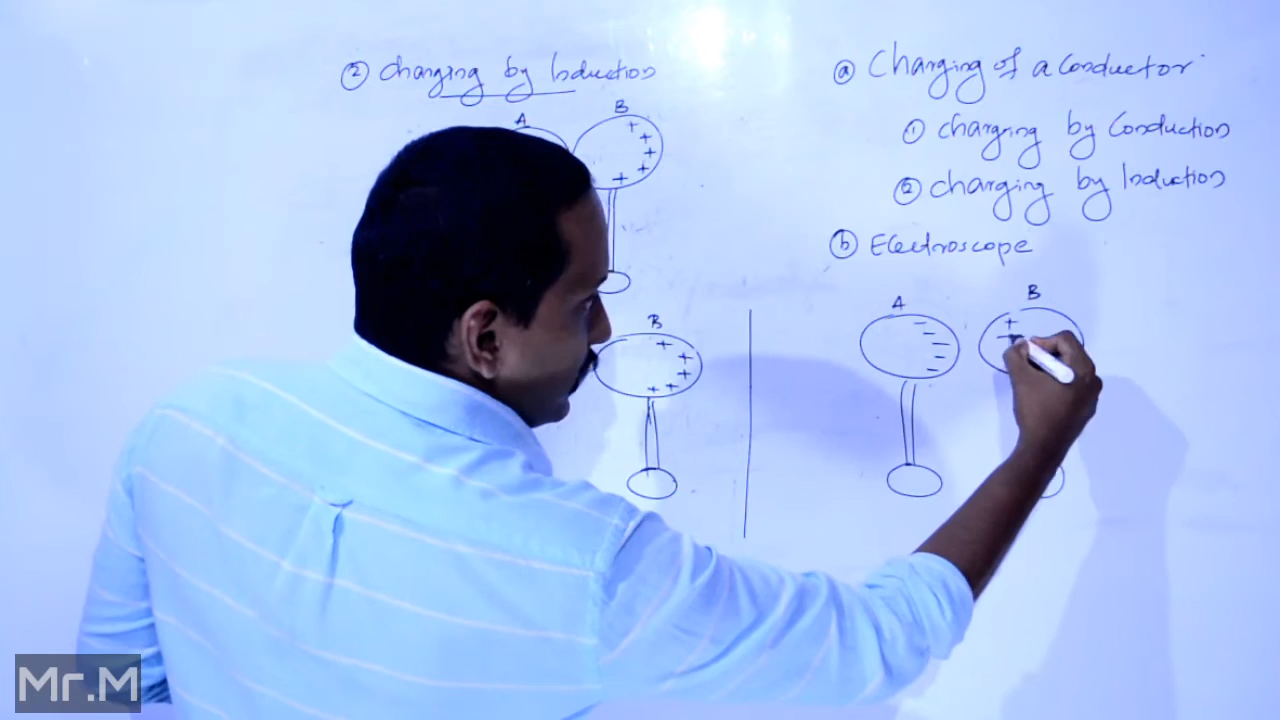 ② Charging by Induction
A B
+ + + + +
B
+ + + + + +
ⓐ Charging of a Conductor
① Charging by Conduction
② Charging by Induction
ⓑ Electroscope
A B
− − − − − + +
Mr.M